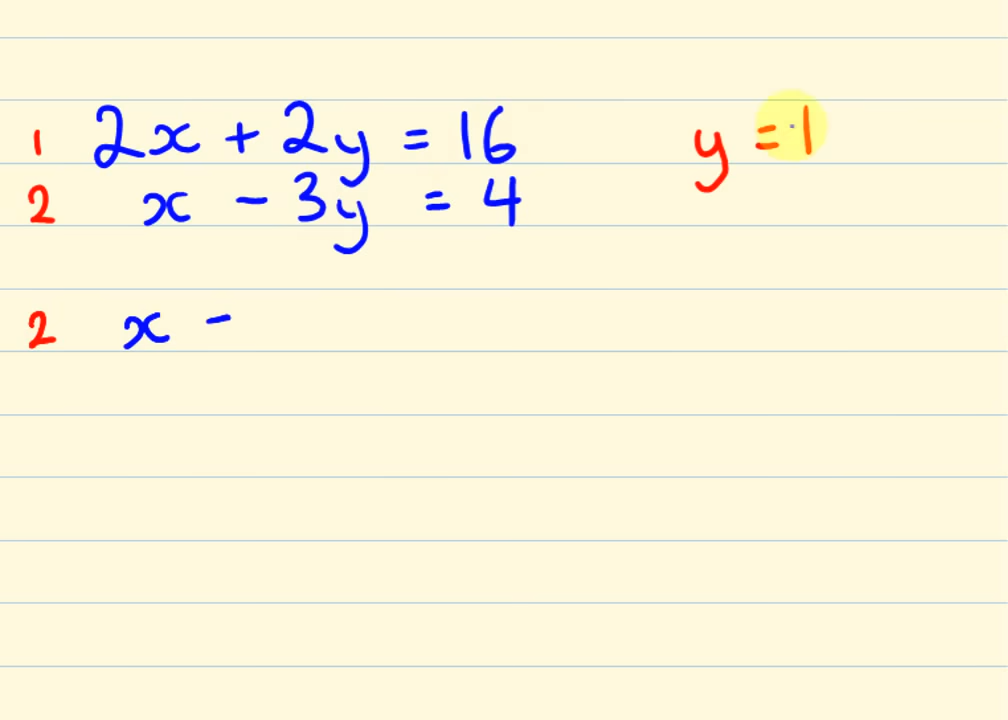 1 2x + 2y = 16 y = 1
2 x - 3y = 4
2 x -